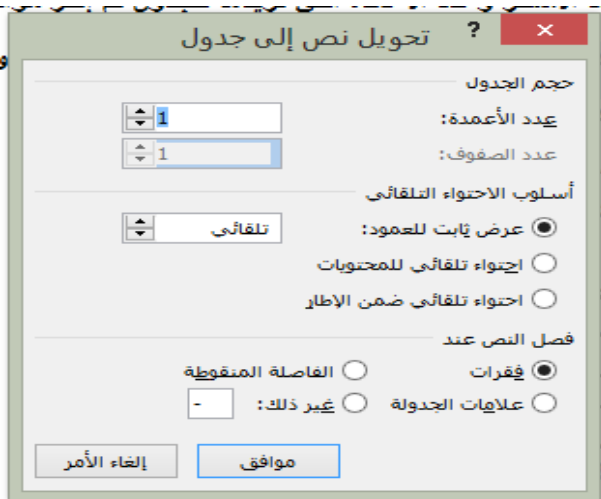 تحويل نص إلى جدول ? ×
حجم الجدول
عدد الأعمدة: 1
عدد الصفوف: 1
أسلوب الاحتواء التلقائي
عرض ثابت للعمود: تلقائي
احتواء تلقائي للمحتويات
احتواء تلقائي ضمن الإطار
فصل النص عند
فقرات الفاصلة المنقوطة
علامات الجدولة غير ذلك: -
موافق إلغاء الأمر